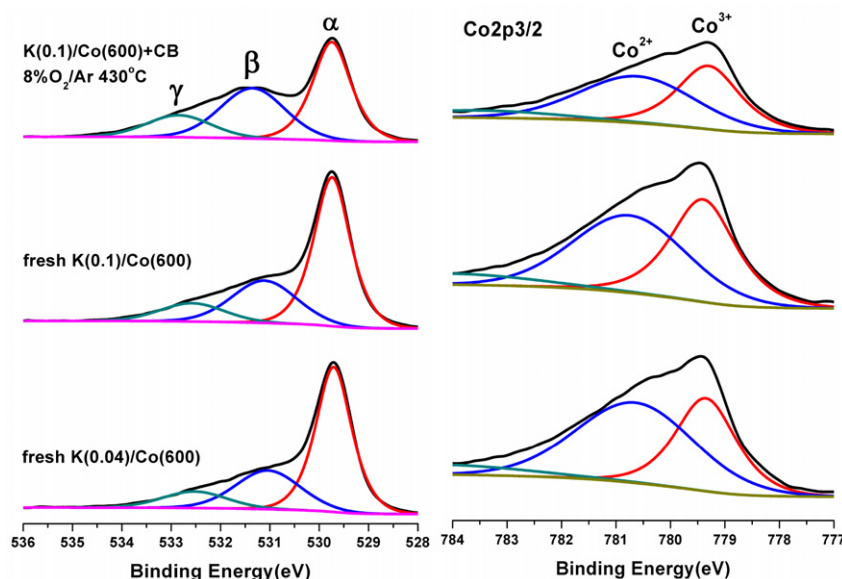 K(0.1)/Co(600)+CB
8%O₂/Ar 430°C
γ
β
α
fresh K(0.1)/Co(600)
fresh K(0.04)/Co(600)
536 535 534 533 532 531 530 529 528
Binding Energy(eV)
Co2p3/2
Co²⁺
Co³⁺
784 783 782 781 780 779 778 777
Binding Energy(eV)